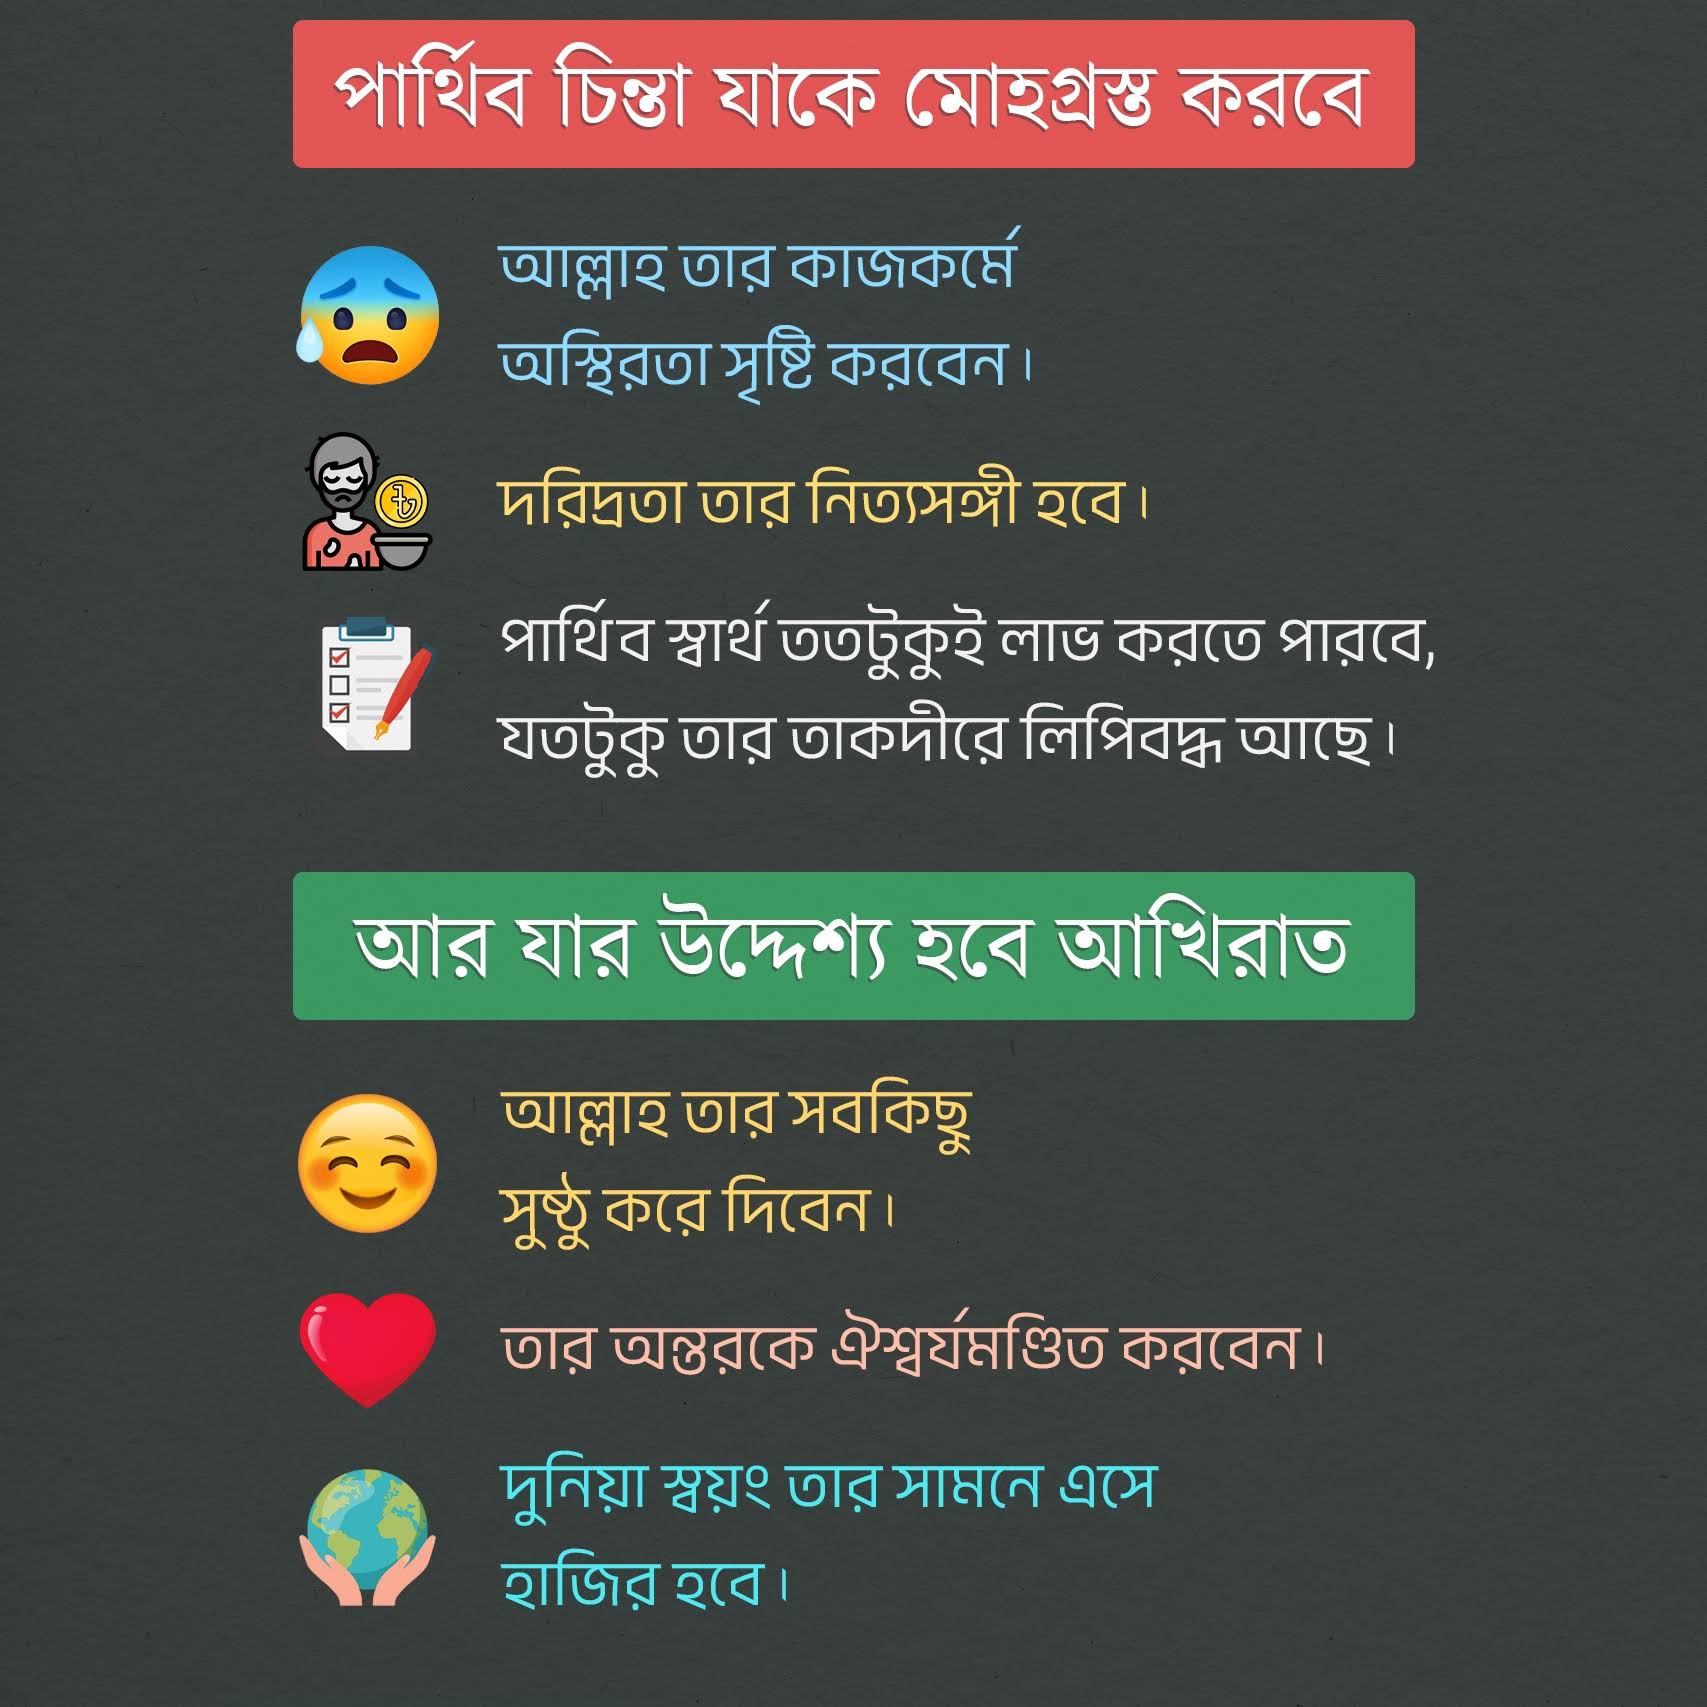 পার্থিব চিন্তা যাকে মোহগ্রস্ত করবে
আল্লাহ তার কাজকর্মে
অস্থিরতা সৃষ্টি করবেন।
দরিদ্রতা তার নিত্যসঙ্গী হবে।
পার্থিব স্বার্থ ততটুকুই লাভ করতে পারবে,
যতটুকু তার তাকদীরে লিপিবদ্ধ আছে।
আর যার উদ্দেশ্য হবে আখিরাত
আল্লাহ তার সবকিছু
সুষ্ঠু করে দিবেন।
তার অন্তরকে ঐশ্বর্যমণ্ডিত করবেন।
দুনিয়া স্বয়ং তার সামনে এসে
হাজির হবে।